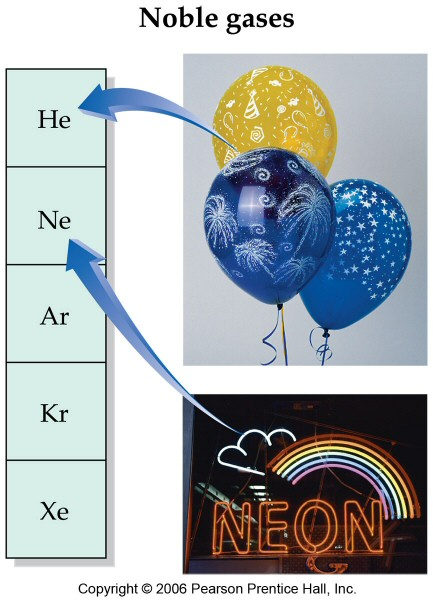 Noble gases
He
Ne
Ar
Kr
Xe
NEON
Copyright © 2006 Pearson Prentice Hall, Inc.